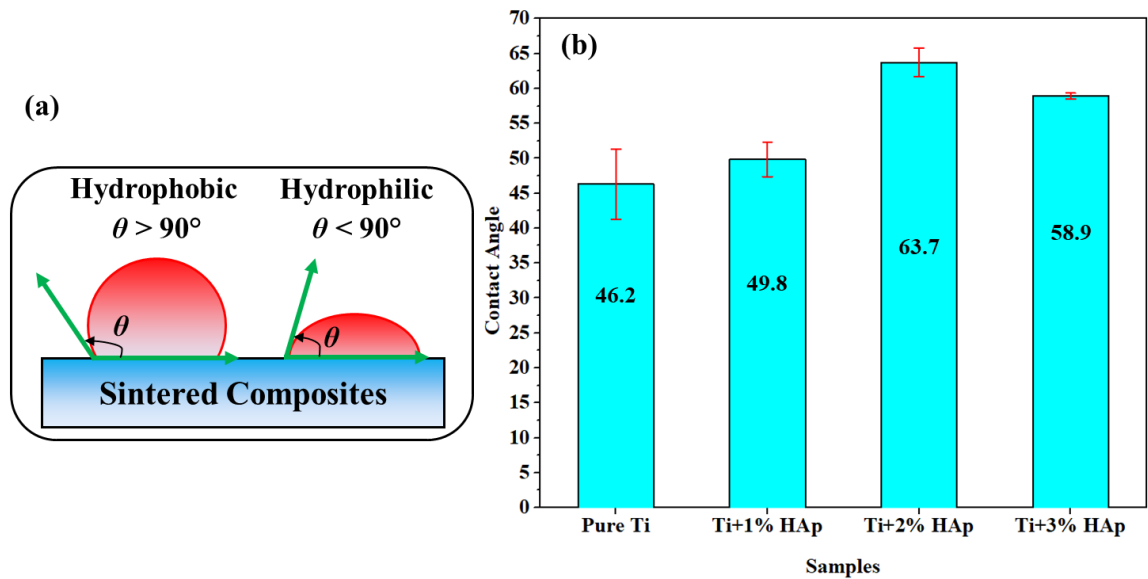 (a)
Hydrophobic
θ > 90°
Hydrophilic
θ < 90°
θ
θ
Sintered Composites
(b)
Contact Angle
70
65
60
55
50
45
40
35
30
25
20
15
10
5
0
46.2
49.8
63.7
58.9
Pure Ti
Ti+1% HAp
Ti+2% HAp
Ti+3% HAp
Samples